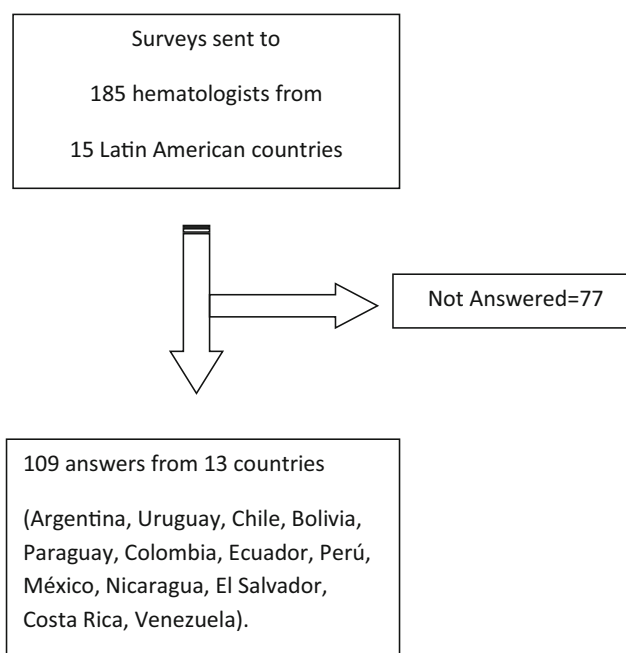 Surveys sent to
185 hematologists from
15 Latin American countries
Not Answered=77
109 answers from 13 countries
(Argentina, Uruguay, Chile, Bolivia,
Paraguay, Colombia, Ecuador, Perú,
México, Nicaragua, El Salvador,
Costa Rica, Venezuela).